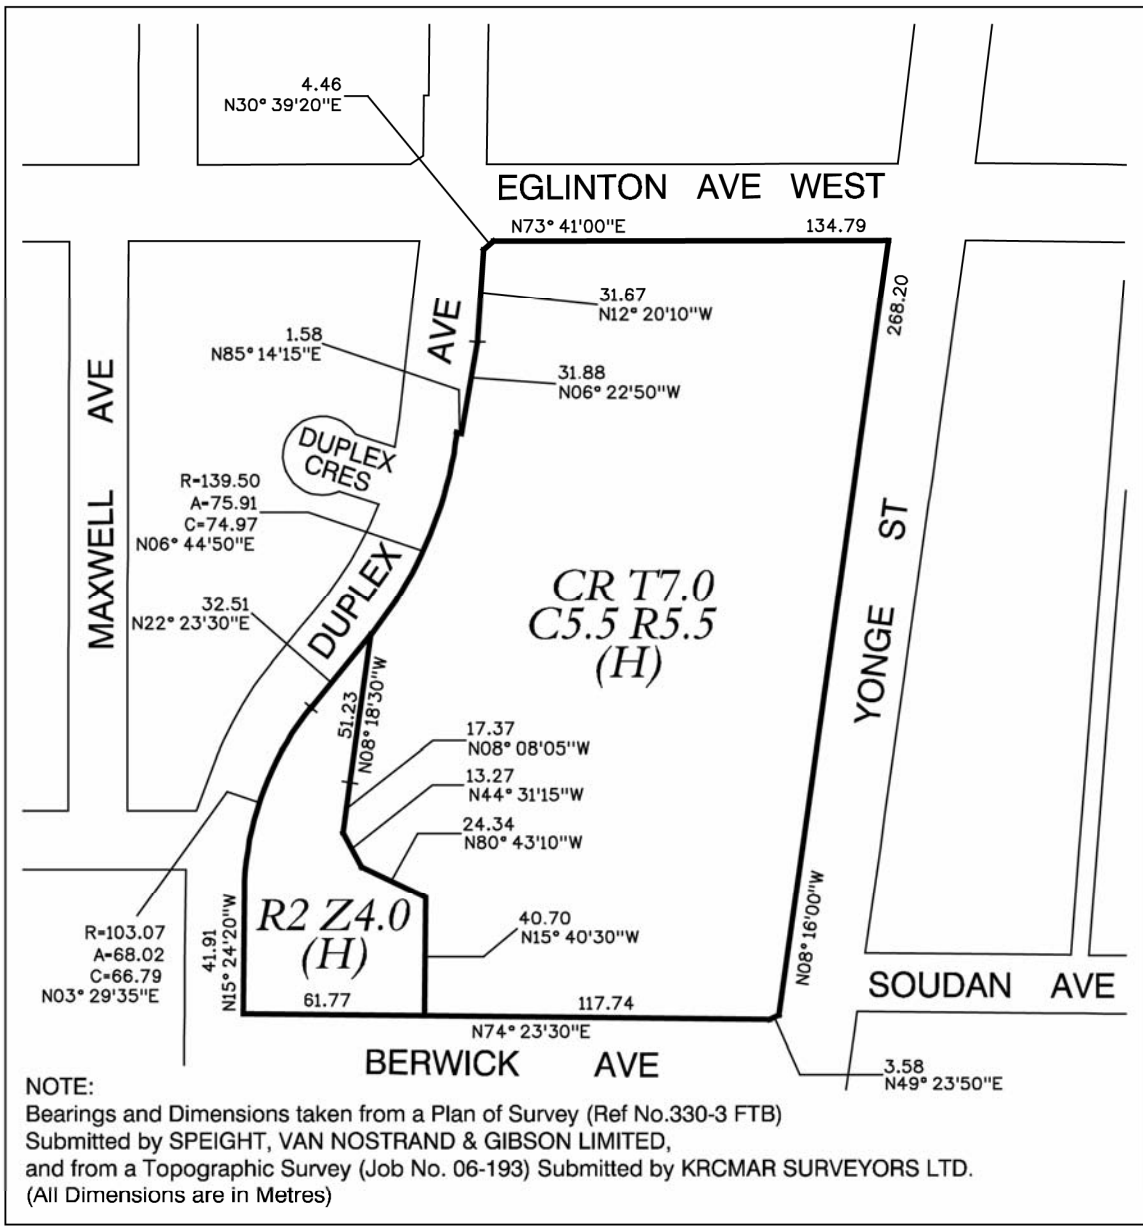 4.46
N30° 39'20"E
EGLINTON AVE WEST
N73° 41'00"E
134.79
31.67
N12° 20'10"W
268.20
AVE
1.58
N85° 14'15"E
31.88
N06° 22'50"W
MAXWELL AVE
DUPLEX
CRES
R=139.50
A=75.91
C=74.97
N06° 44'50"E
DUPLEX
YONGE ST
CR T7.0
C5.5 R5.5
(H)
32.51
N22° 23'30"E
51.23
N08° 18'30"W
17.37
N08° 08'05"W
13.27
N44° 31'15"W
24.34
N80° 43'10"W
R2 Z4.0
(H)
40.70
N15° 40'30"W
N08° 16'00"W
R=103.07
A=68.02
C=66.79
N03° 29'35"E
41.91
N15° 24'20"W
61.77
117.74
N74° 23'30"E
SOUDAN AVE
BERWICK AVE
3.58
N49° 23'50"E
NOTE:
Bearings and Dimensions taken from a Plan of Survey (Ref No.330-3 FTB)
Submitted by SPEIGHT, VAN NOSTRAND & GIBSON LIMITED,
and from a Topographic Survey (Job No. 06-193) Submitted by KRCMAR SURVEYORS LTD.
(All Dimensions are in Metres)